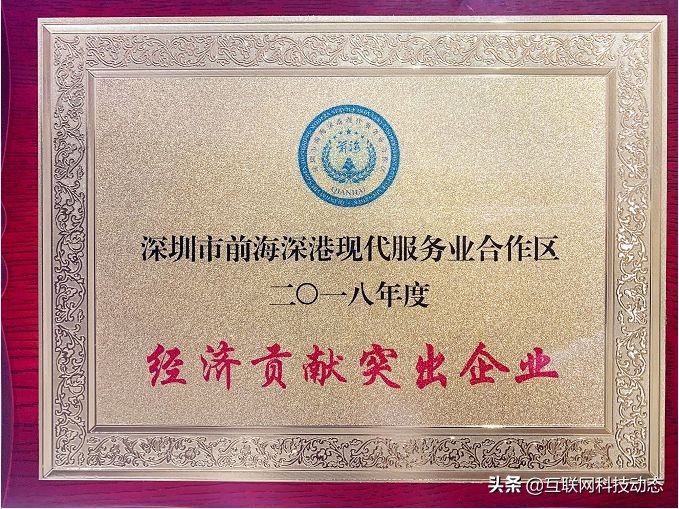 前海
QIANHAI
深圳市前海深港现代服务业合作区
二〇一八年度
经济贡献突出企业
头条 @互联网科技动态